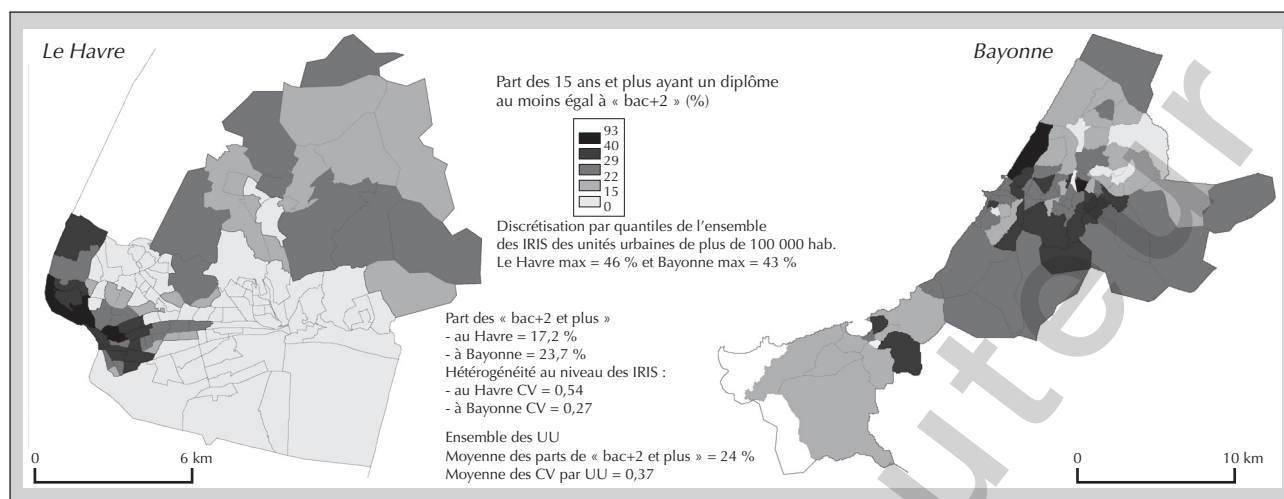 Le Havre
Bayonne
Part des 15 ans et plus ayant un diplôme
au moins égal à « bac+2 » (%)
93
40
29
22
15
0
Discrétisation par quantiles de l'ensemble
des IRIS des unités urbaines de plus de 100 000 hab.
Le Havre max = 46 % et Bayonne max = 43 %
Part des « bac+2 et plus »
- au Havre = 17,2 %
- à Bayonne = 23,7 %
Hétérogénéité au niveau des IRIS :
- au Havre CV = 0,54
- à Bayonne CV = 0,27
Ensemble des UU
Moyenne des parts de « bac+2 et plus » = 24 %
Moyenne des CV par UU = 0,37
0
6 km
0
10 km
uteur